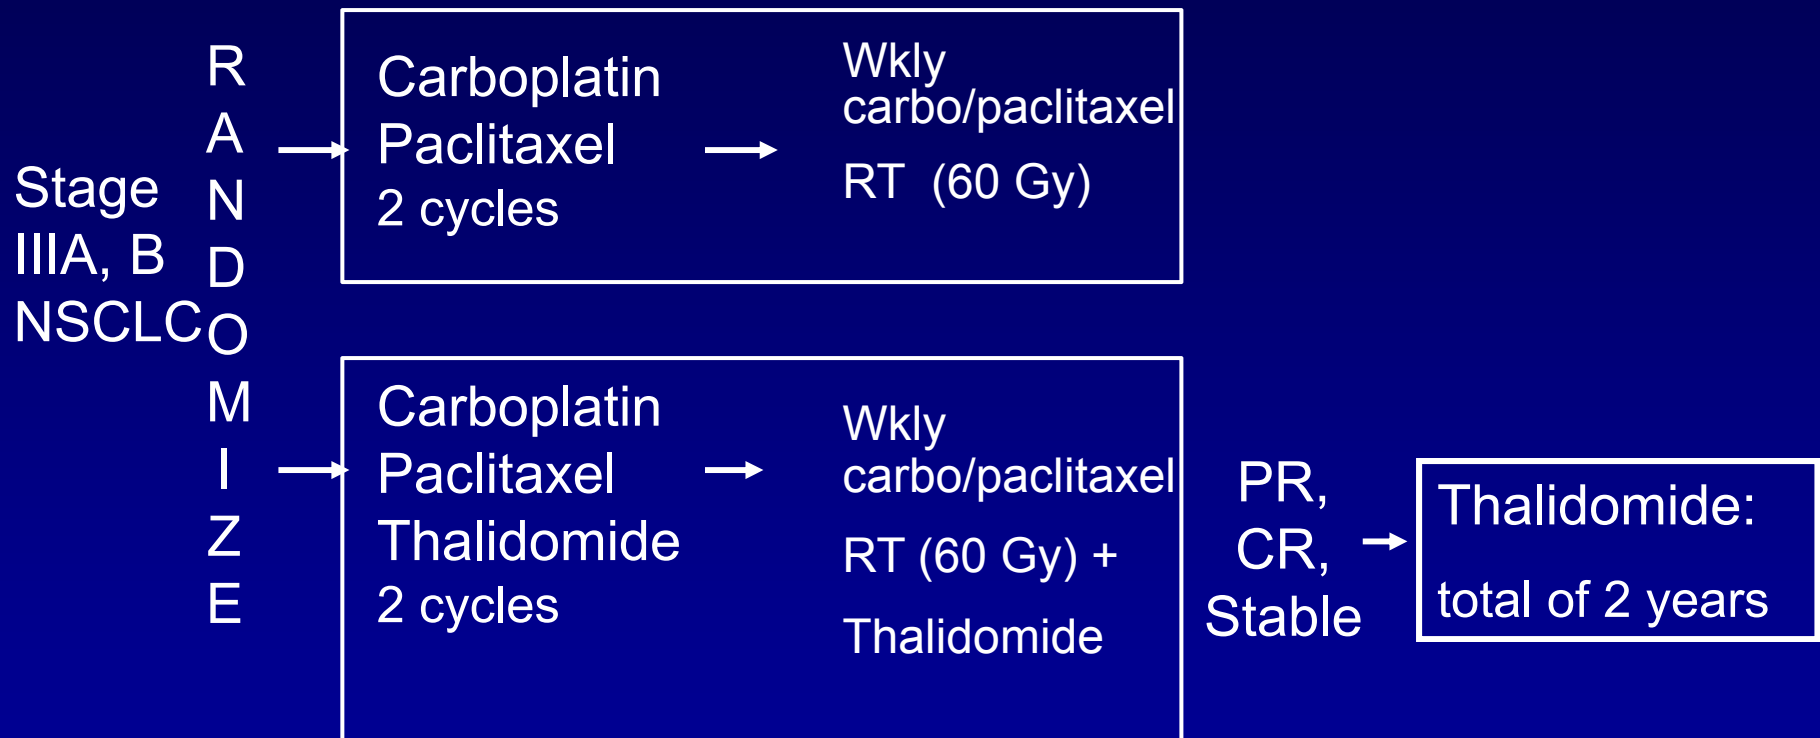 Stage
IIIA, B
NSCLC
R
A
N
D
O
M
I
Z
E
Carboplatin
Paclitaxel
2 cycles
Wkly
carbo/paclitaxel
RT (60 Gy)
Carboplatin
Paclitaxel
Thalidomide
2 cycles
Wkly
carbo/paclitaxel
RT (60 Gy) +
Thalidomide
PR,
CR,
Stable
Thalidomide:
total of 2 years